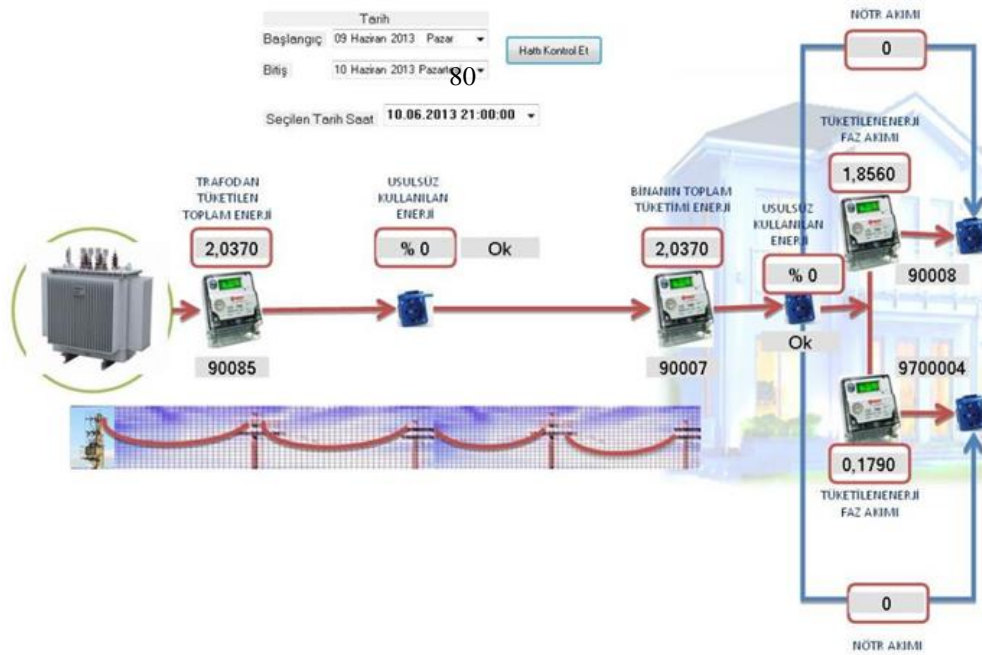 Tarih
Başlangıç 09 Haziran 2013 Pazar
Hattı Kontrol Et
Bitiş 10 Haziran 2013
80
Seçilen Tarih Saat 10.06.2013 21:00:00
NÖTR AKIMI
0
TÜKETİLENENERJİ
FAZ AKIMI
1,8560
TRAFODAN
TÜKETİLEN
TOPLAM ENERJİ
2,0370
USULSÜZ
KULLANILAN
ENERJİ
% 0 Ok
BİNANIN TOPLAM
TÜKETİMİ ENERJİ
2,0370
USULSÜZ
KULLANILAN
ENERJİ
% 0
Ok
90008
90085
90007
9700004
0,1790
TÜKETİLENENERJİ
FAZ AKIMI
0
NÖTR AKIMI